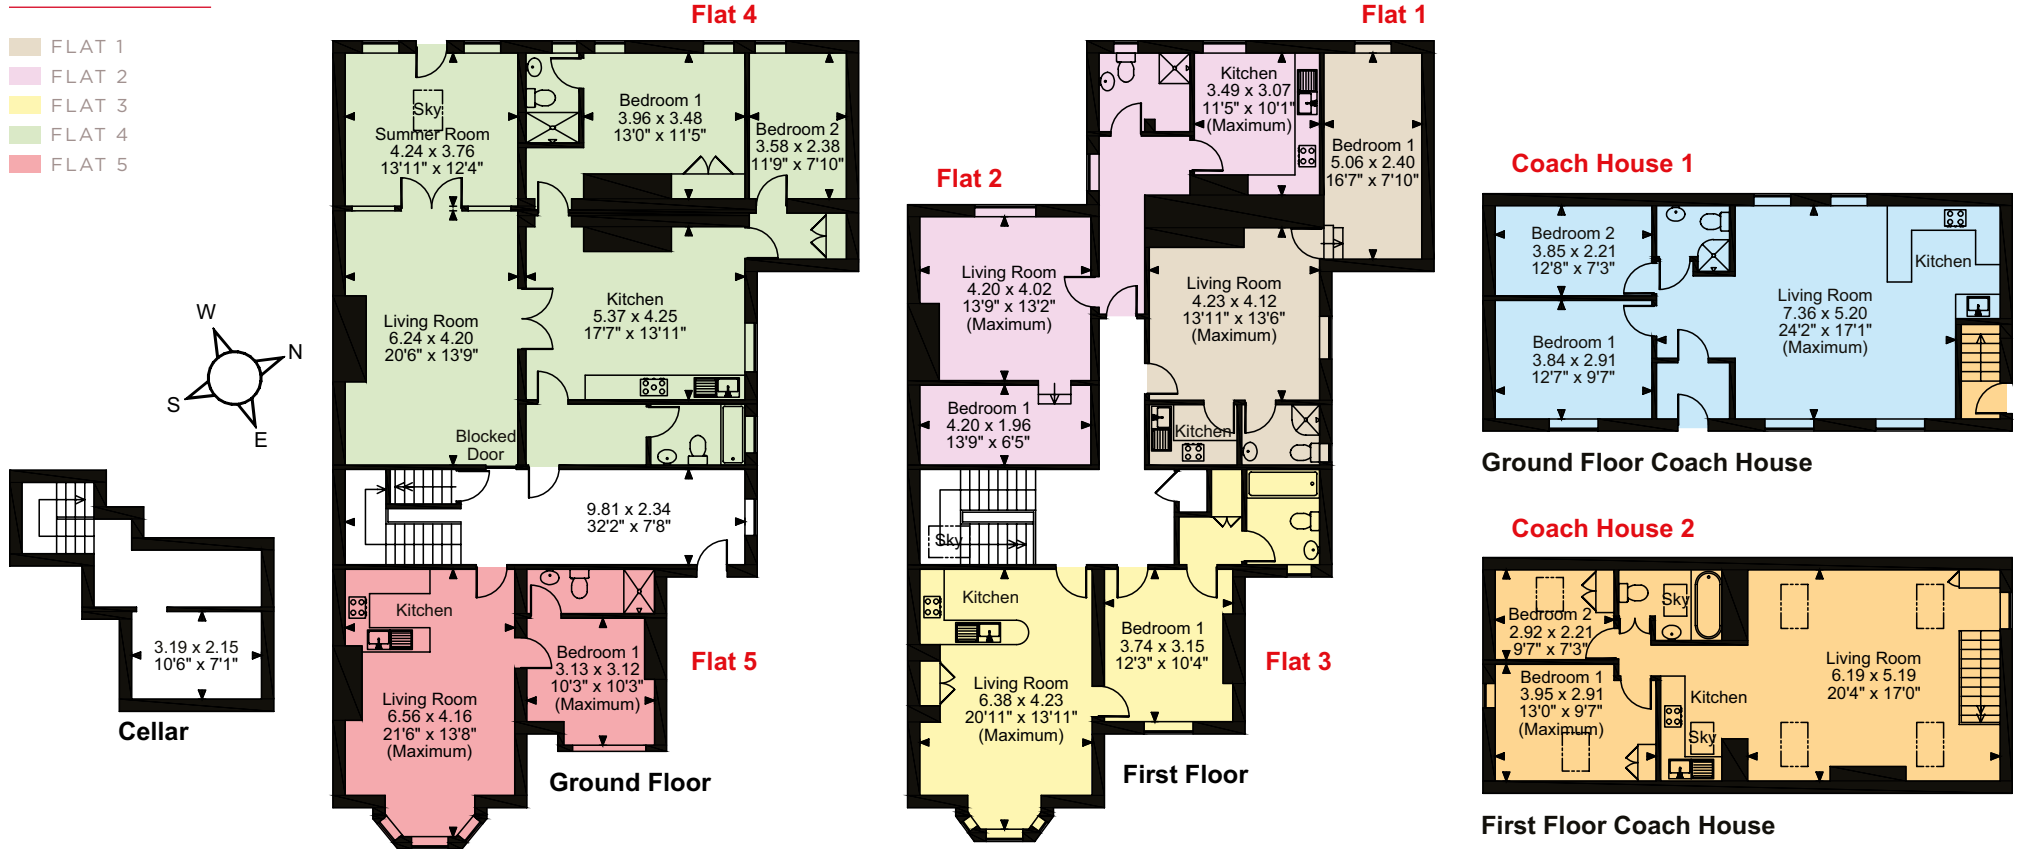 FLAT 1
FLAT 2
FLAT 3
FLAT 4
FLAT 5
W
N
S
E
3.19 x 2.15
10'6" x 7'1"
Cellar
Flat 4
Sky
Summer Room
4.24 x 3.76
13'11" x 12'4"
Bedroom 1
3.96 x 3.48
13'0" x 11'5"
Bedroom 2
3.58 x 2.38
11'9" x 7'10"
Living Room
6.24 x 4.20
20'6" x 13'9"
Kitchen
5.37 x 4.25
17'7" x 13'11"
Blocked
Door
9.81 x 2.34
32'2" x 7'8"
Kitchen
Living Room
6.56 x 4.16
21'6" x 13'8"
(Maximum)
Bedroom 1
3.13 x 3.12
10'3" x 10'3"
(Maximum)
Flat 5
Ground Floor
Flat 1
Flat 2
Kitchen
3.49 x 3.07
11'5" x 10'1"
(Maximum)
Bedroom 1
5.06 x 2.40
16'7" x 7'10"
Living Room
4.20 x 4.02
13'9" x 13'2"
(Maximum)
Living Room
4.23 x 4.12
13'11" x 13'6"
(Maximum)
Bedroom 1
4.20 x 1.96
13'9" x 6'5"
Kitchen
Sky
Kitchen
Living Room
6.38 x 4.23
20'11" x 13'11"
(Maximum)
Bedroom 1
3.74 x 3.15
12'3" x 10'4"
Flat 3
First Floor
Coach House 1
Bedroom 2
3.85 x 2.21
12'8" x 7'3"
Bedroom 1
3.84 x 2.91
12'7" x 9'7"
Living Room
7.36 x 5.20
24'2" x 17'1"
(Maximum)
Kitchen
Ground Floor Coach House
Coach House 2
Bedroom 2
2.92 x 2.21
9'7" x 7'3"
Sky
Bedroom 1
3.95 x 2.91
13'0" x 9'7"
(Maximum)
Kitchen
Sky
Living Room
6.19 x 5.19
20'4" x 17'0"
First Floor Coach House